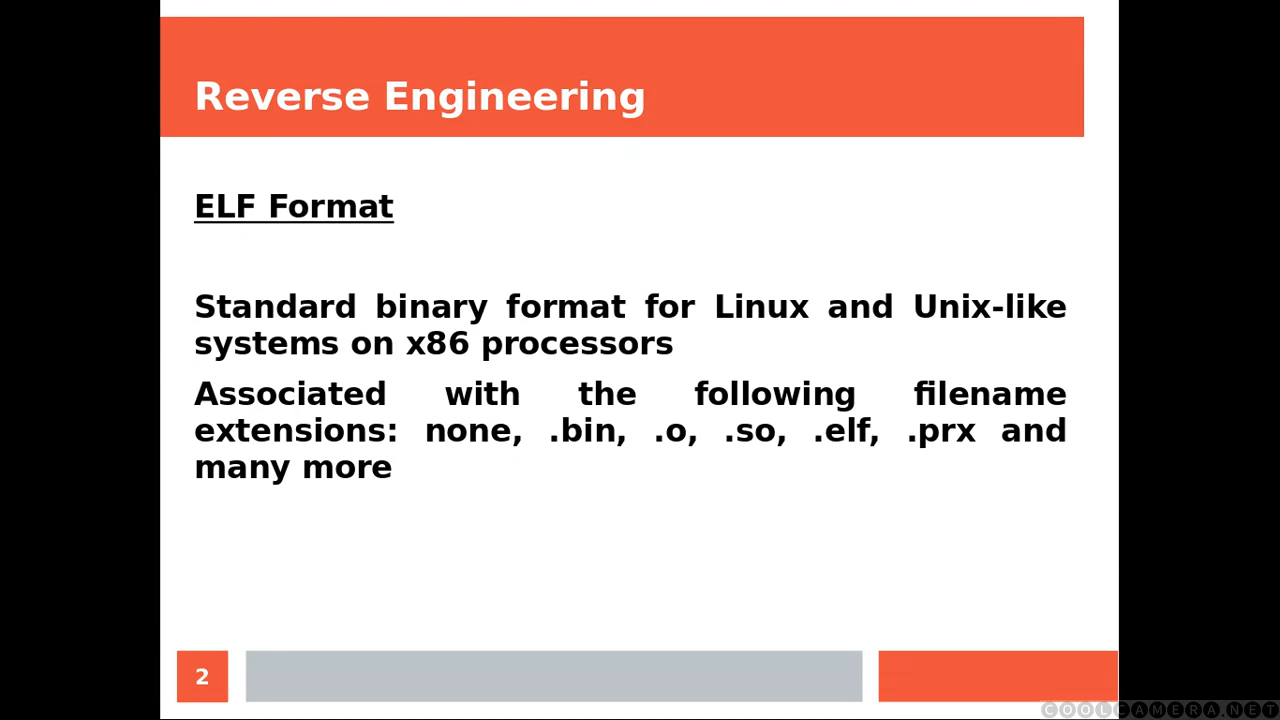 Reverse Engineering
ELF Format
Standard binary format for Linux and Unix-like
systems on x86 processors
Associated with the following filename
extensions: none, .bin, .o, .so, .elf, .prx and
many more
2
COOLCAMERA.NET